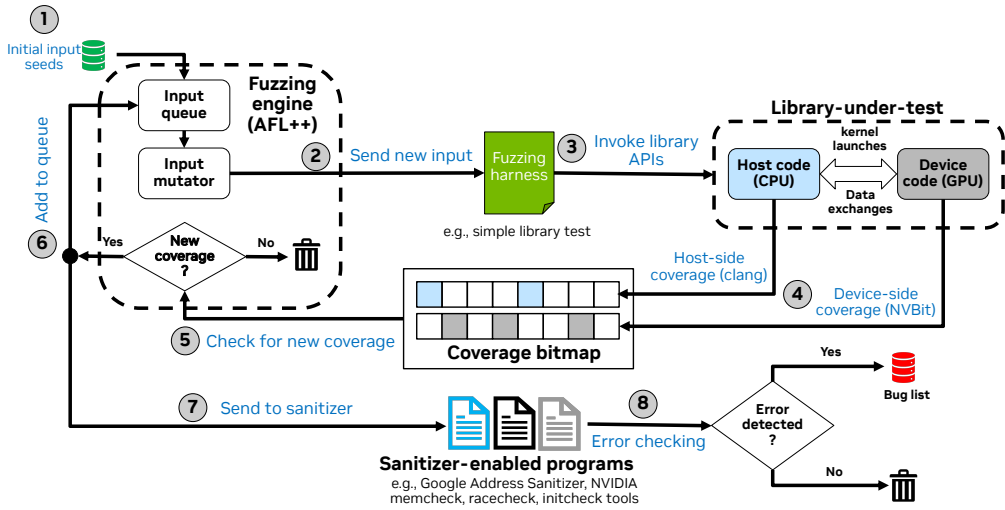 1
Initial input
seeds
Fuzzing
engine
(AFL++)
Input
queue
Input
mutator
Add to queue
2
Send new input
Fuzzing
harness
e.g., simple library test
3
Invoke library
APIs
Library-under-test
kernel
launches
Host code
(CPU)
Device
code (GPU)
Data
exchanges
6
Yes
New
coverage
?
No
Host-side
coverage (clang)
4
Device-side
coverage (NVBit)
5
Check for new coverage
Coverage bitmap
7
Send to sanitizer
8
Error checking
Sanitizer-enabled programs
e.g., Google Address Sanitizer, NVIDIA
memcheck, racecheck, initcheck tools
Yes
Bug list
Error
detected
?
No